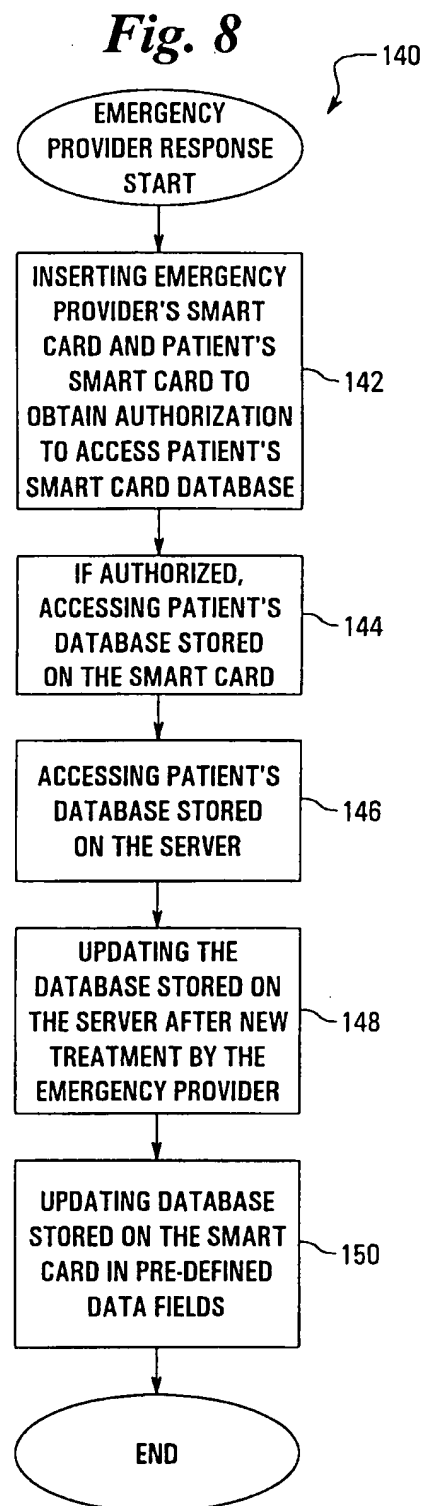 Fig. 8
140
EMERGENCY
PROVIDER RESPONSE
START
INSERTING EMERGENCY
PROVIDER'S SMART
CARD AND PATIENT'S
SMART CARD TO
OBTAIN AUTHORIZATION
TO ACCESS PATIENT'S
SMART CARD DATABASE
142
IF AUTHORIZED,
ACCESSING PATIENT'S
DATABASE STORED
ON THE SMART CARD
144
ACCESSING PATIENT'S
DATABASE STORED
ON THE SERVER
146
UPDATING THE
DATABASE STORED ON
THE SERVER AFTER NEW
TREATMENT BY THE
EMERGENCY PROVIDER
148
UPDATING DATABASE
STORED ON THE SMART
CARD IN PRE-DEFINED
DATA FIELDS
150
END